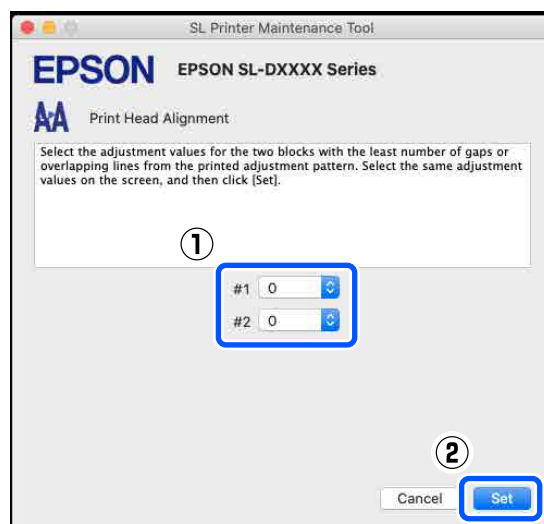 SL Printer Maintenance Tool
EPSON EPSON SL-DXXXX Series
Print Head Alignment
Select the adjustment values for the two blocks with the least number of gaps or
overlapping lines from the printed adjustment pattern. Select the same adjustment
values on the screen, and then click [Set].
①
#1 0
#2 0
②
Cancel Set